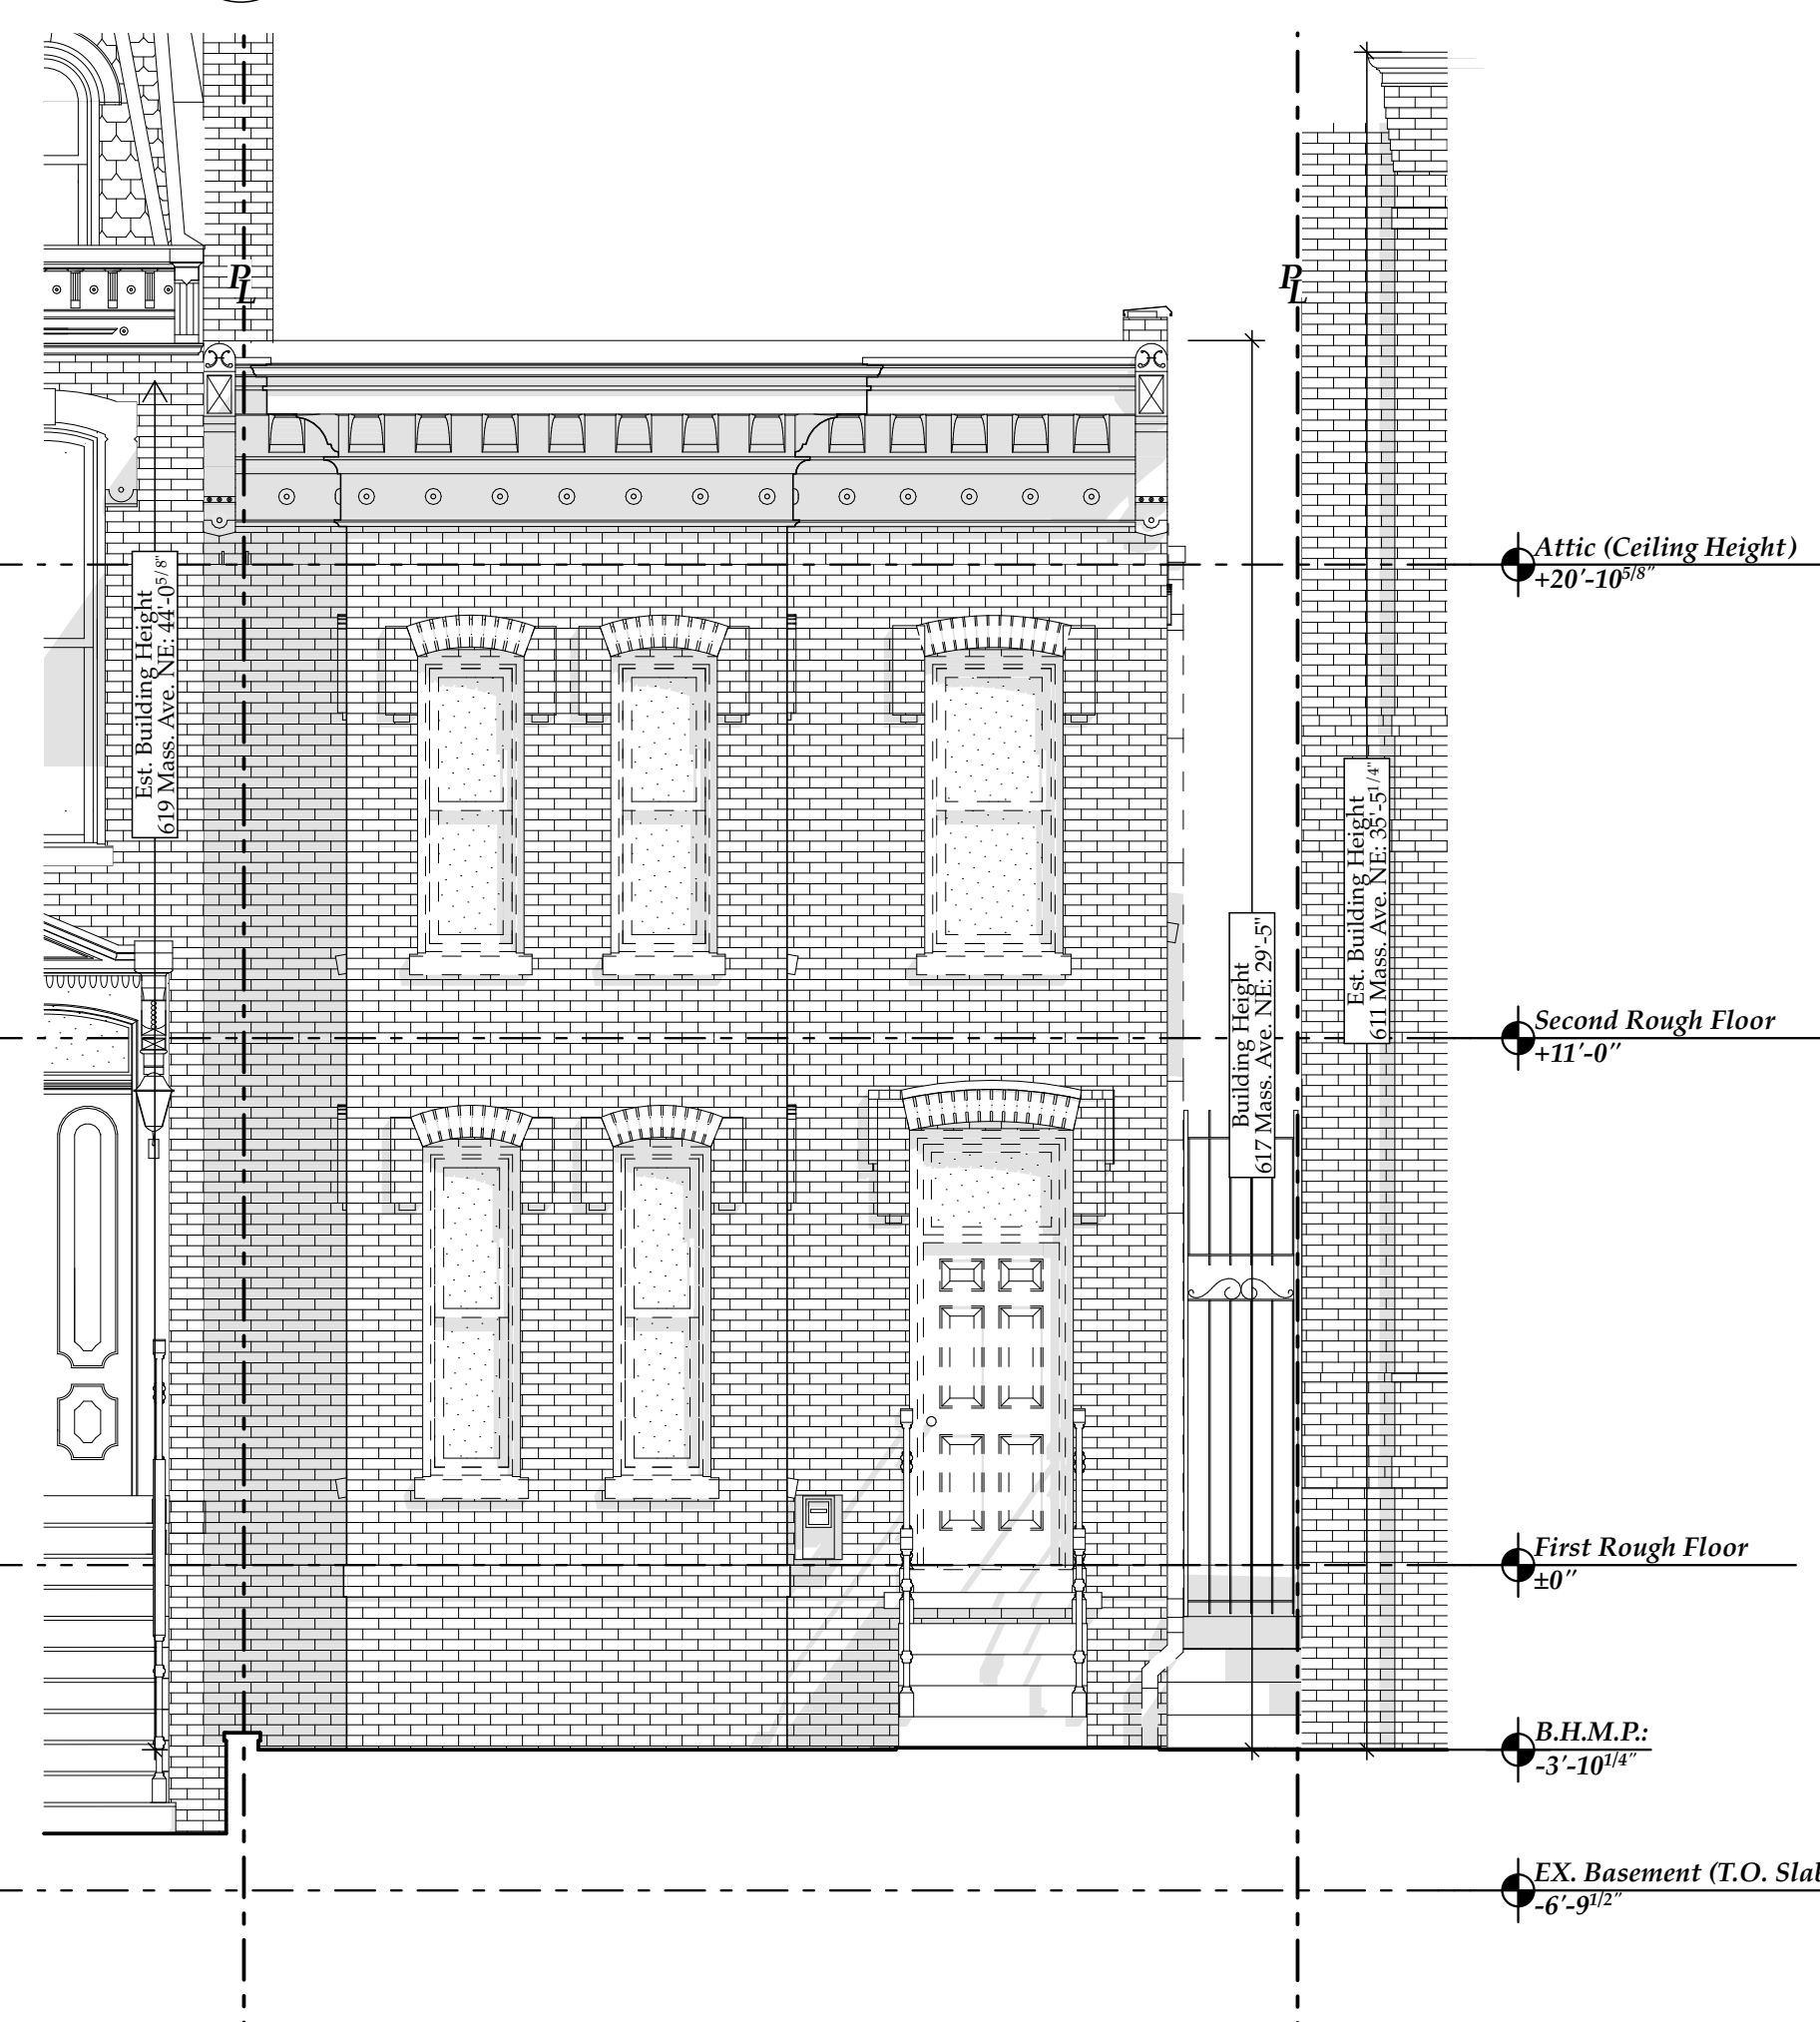 PL
PL
Attic (Ceiling Height)
+20'-10 5/8"
Est. Building Height
619 Mass. Ave. NE: 44'-0 5/8"
Est. Building Height
611 Mass. Ave. NE: 35'-5 1/4"
Building Height
617 Mass. Ave. NE: 29'-5"
Second Rough Floor
+11'-0"
First Rough Floor
±0"
B.H.M.P.:
-3'-10 1/4"
EX. Basement (T.O. Slab
-6'-9 1/2"